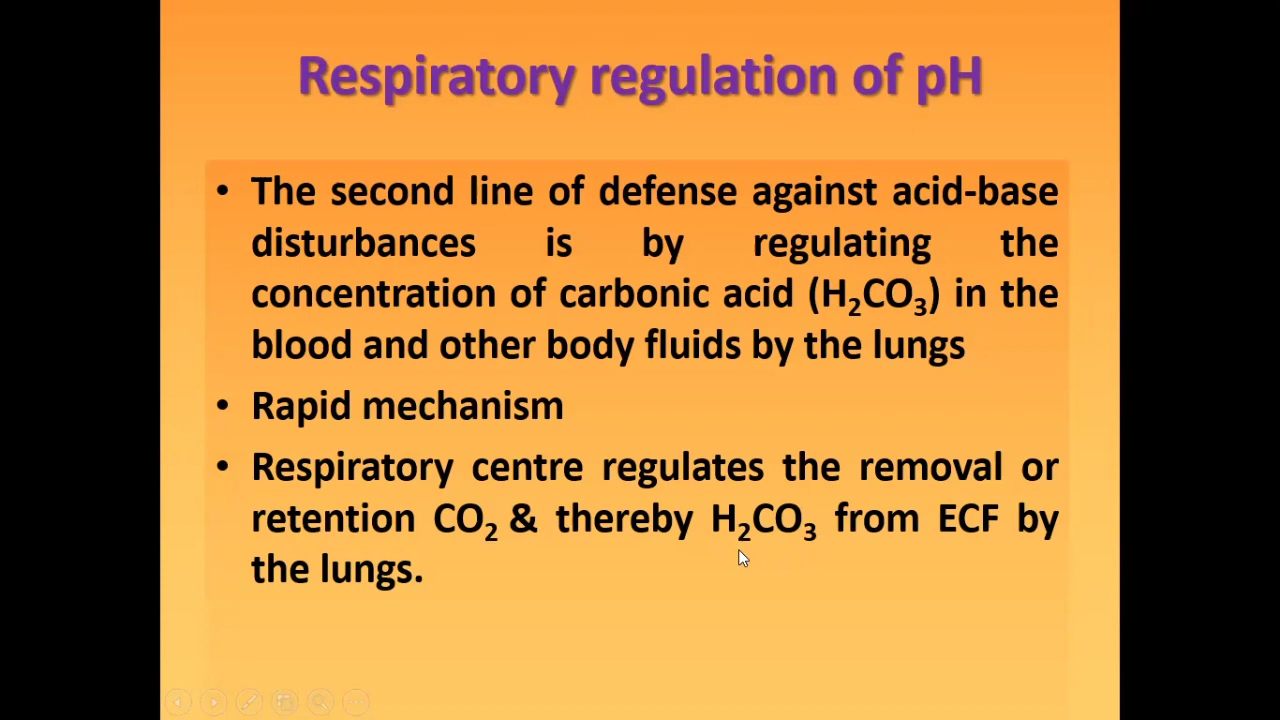 Respiratory regulation of pH
• The second line of defense against acid-base
disturbances is by regulating the
concentration of carbonic acid (H₂CO₃) in the
blood and other body fluids by the lungs
• Rapid mechanism
• Respiratory centre regulates the removal or
retention CO₂ & thereby H₂CO₃ from ECF by
the lungs.